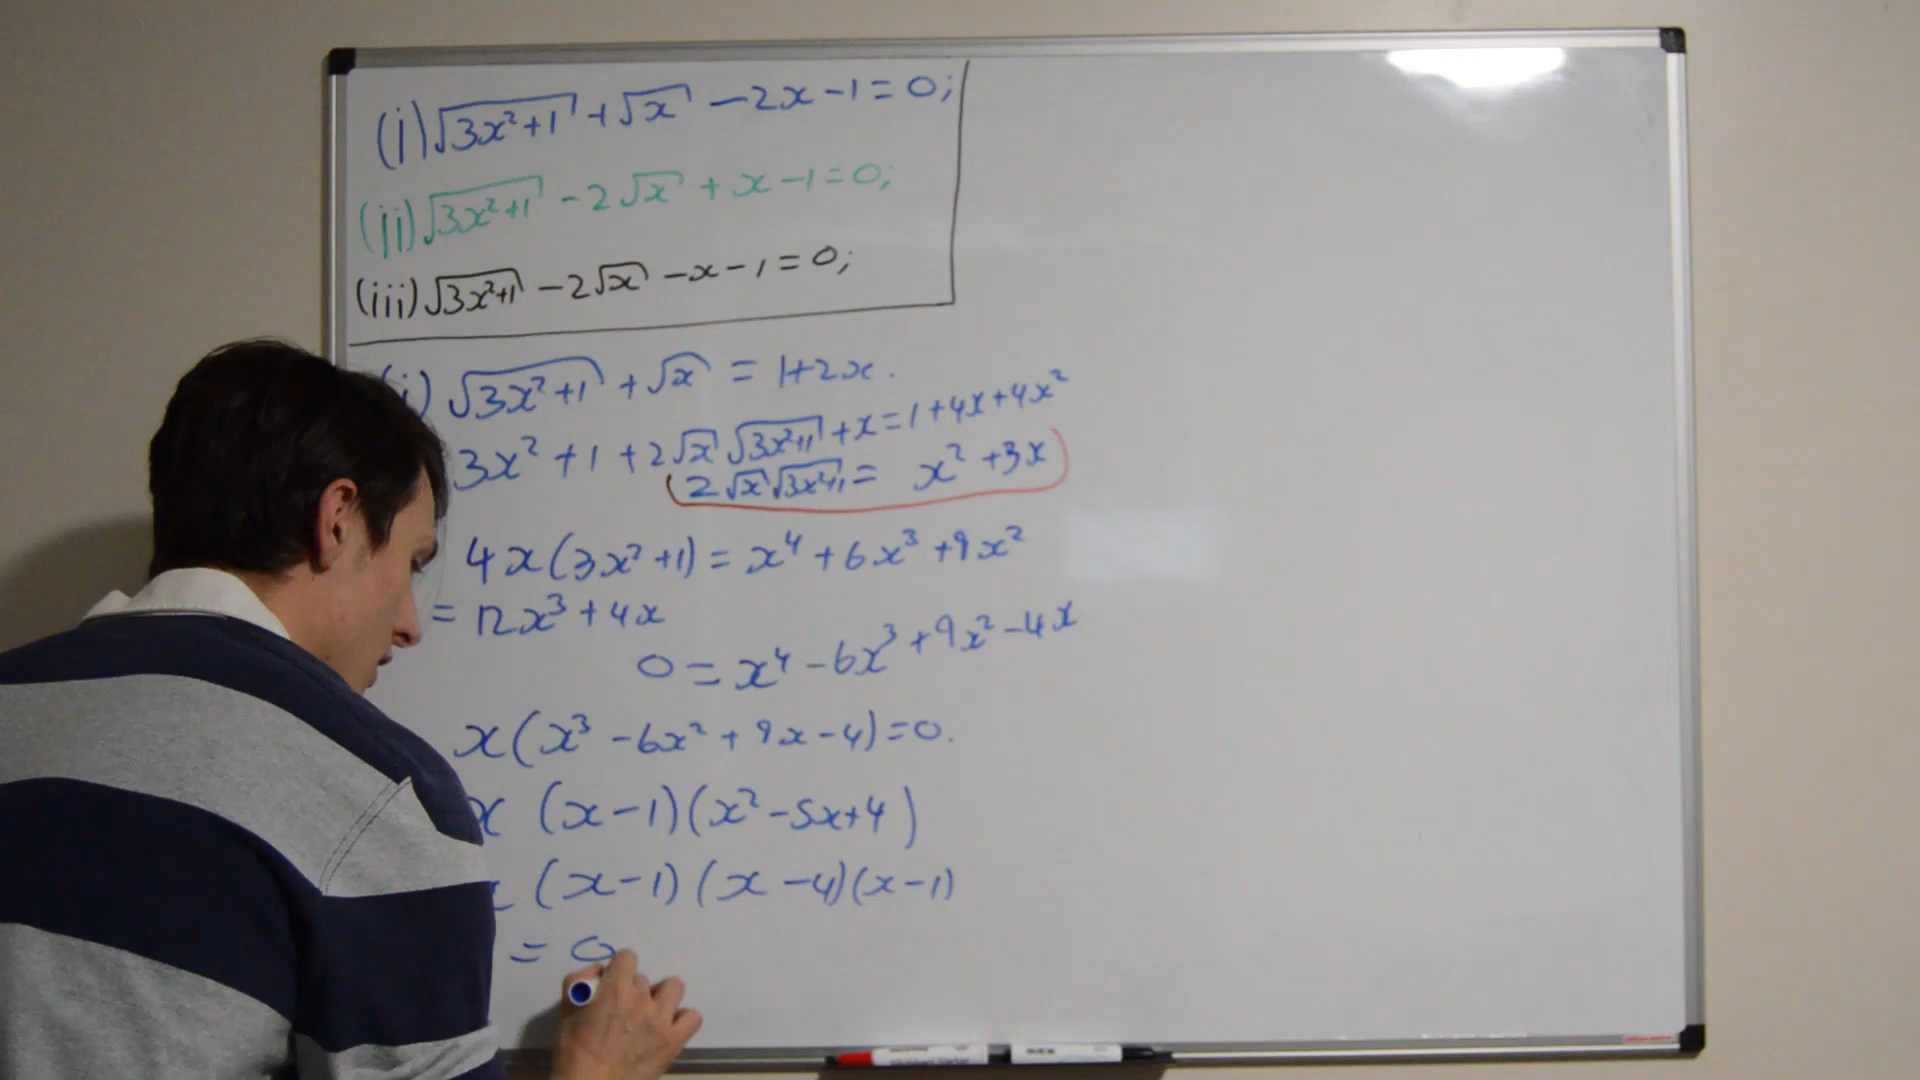 (i) √(3x²+1) + √x - 2x - 1 = 0;
(ii) √(3x²+1) - 2√x + x - 1 = 0;
(iii) √(3x²+1) - 2√x - x - 1 = 0;
(i) √(3x²+1) + √x = 1+2x.
3x² + 1 + 2√x √(3x²+1) + x = 1 + 4x + 4x²
2√x √(3x²+1) = x² + 3x
4x(3x²+1) = x⁴ + 6x³ + 9x²
= 12x³ + 4x
0 = x⁴ - 6x³ + 9x² - 4x
x(x³ - 6x² + 9x - 4) = 0.
x (x-1)(x² - 5x+4)
x (x-1)(x-4)(x-1)
= 0